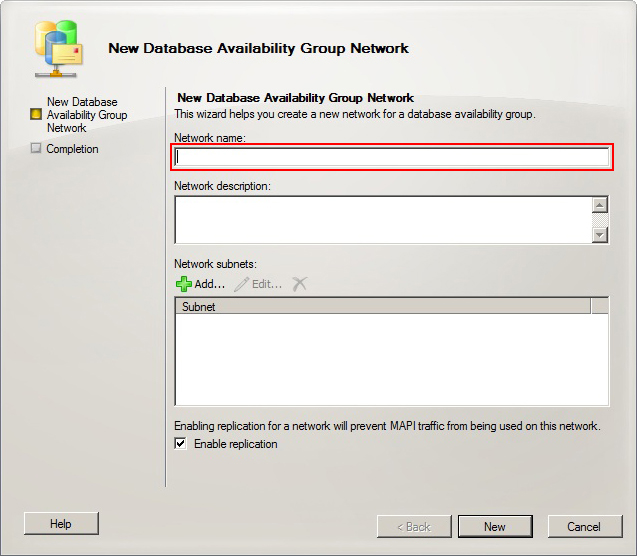 New Database Availability Group Network
New Database
Availability Group
Network
Completion
New Database Availability Group Network
This wizard helps you create a new network for a database availability group.
Network name:
Network description:
Network subnets:
Add... Edit...
Subnet
Enabling replication for a network will prevent MAPI traffic from being used on this network.
Enable replication
Help < Back New Cancel